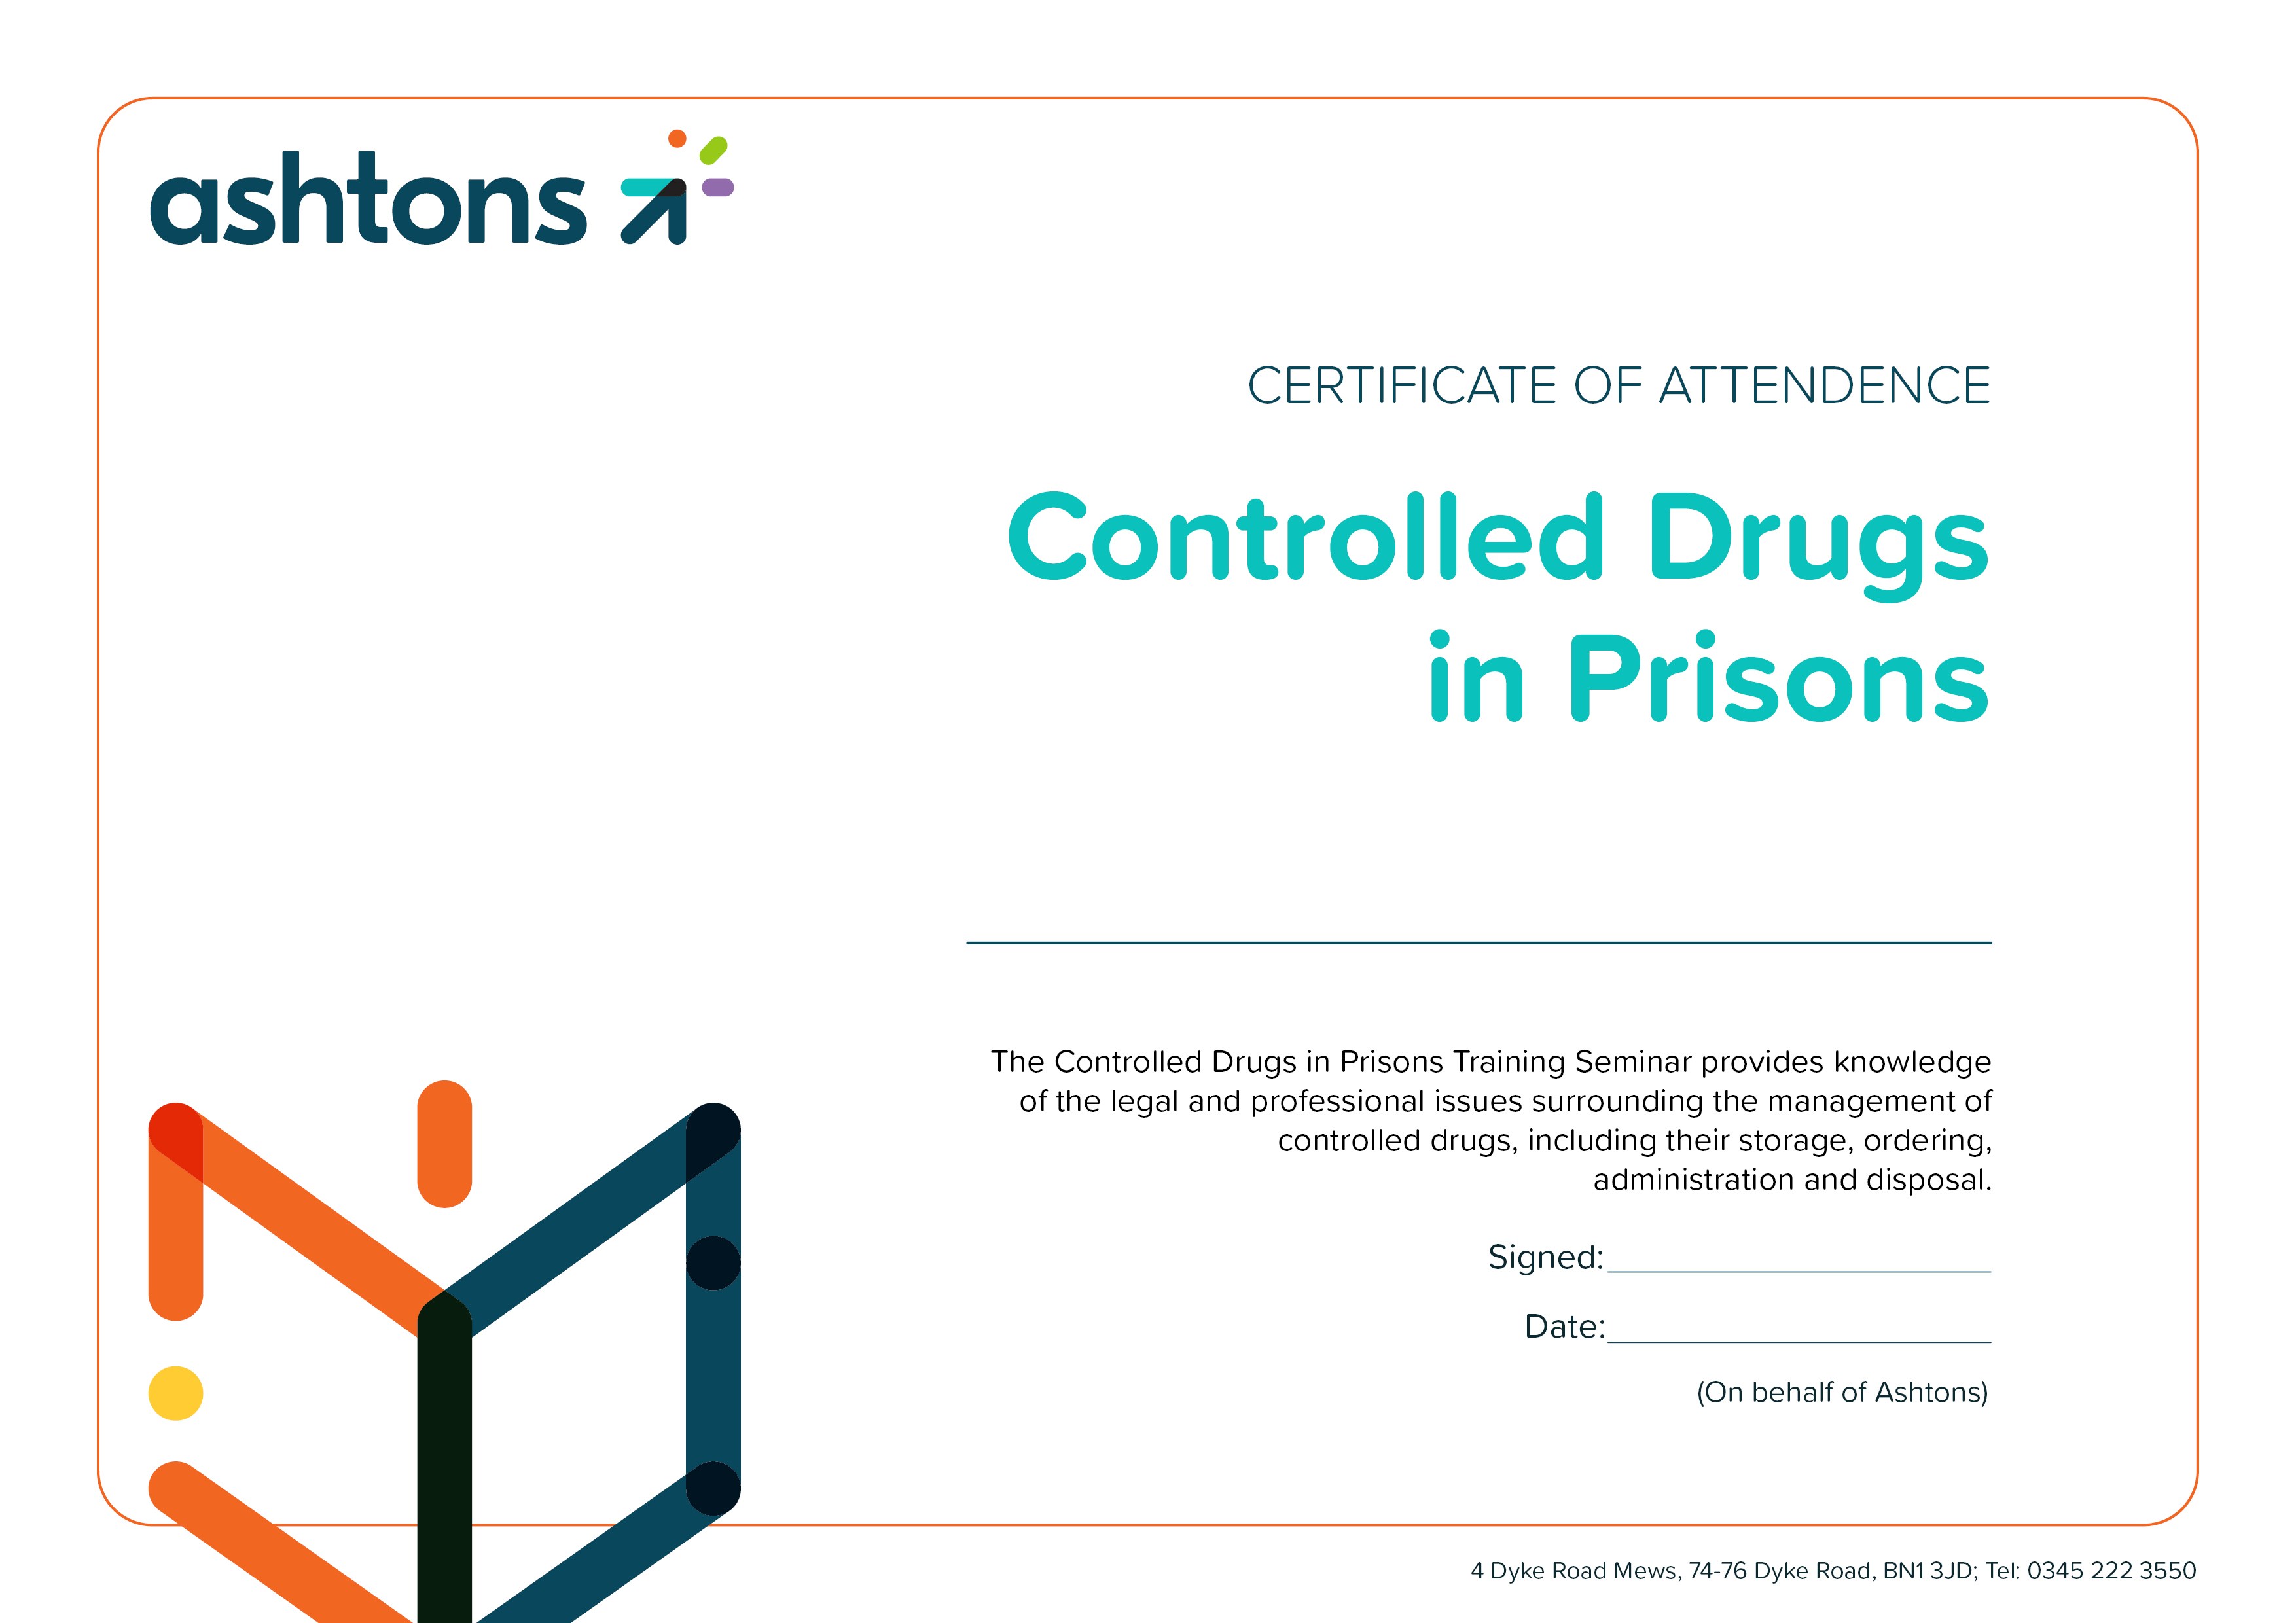 ashtons
CERTIFICATE OF ATTENDENCE
Controlled Drugs
in Prisons
The Controlled Drugs in Prisons Training Seminar provides knowledge
of the legal and professional issues surrounding the management of
controlled drugs, including their storage, ordering,
administration and disposal.
Signed:
Date:
(On behalf of Ashtons)
4 Dyke Road Mews, 74-76 Dyke Road, BN1 3JD; Tel: 0345 222 3550